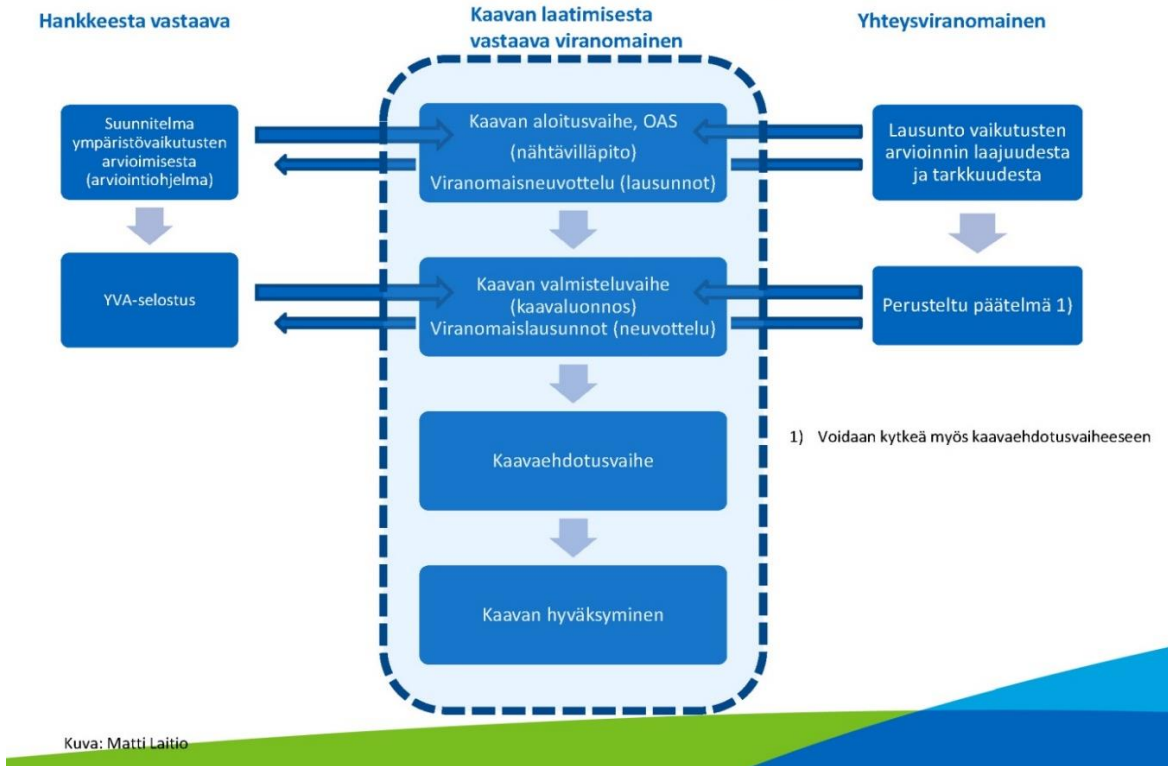 Hankkeesta vastaava
Kaavan laatimisesta
vastaava viranomainen
Yhteysviranomainen
Suunnitelma
ympäristövaikutusten
arvioimisesta
(arviointiohjelma)
Kaavan aloitusvaihe, OAS
(nähtävilläpito)
Viranomaisneuvottelu (lausunnot)
Lausunto vaikutusten
arvioinnin laajuudesta
ja tarkkuudesta
YVA-selostus
Kaavan valmisteluvaihe
(kaavaluonnos)
Viranomaislausunnot (neuvottelu)
Perusteltu päätelmä 1)
Kaavaehdotusvaihe
1) Voidaan kytkeä myös kaavaehdotusvaiheeseen
Kaavan hyväksyminen
Kuva: Matti Laitio